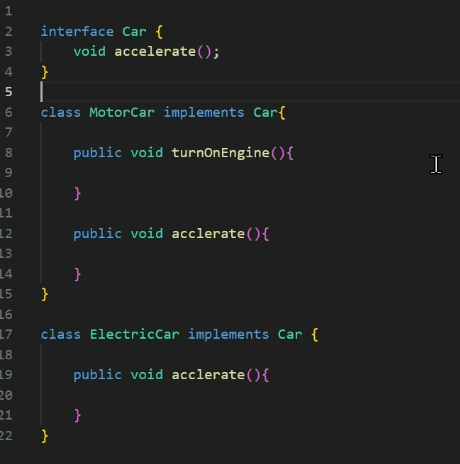 1
2 interface Car {
3     void accelerate();
4 }
5
6 class MotorCar implements Car{
7
8     public void turnOnEngine(){
9
10     }
11
12     public void acclerate(){
13
14     }
15 }
16
17 class ElectricCar implements Car {
18
19     public void acclerate(){
20
21     }
22 }